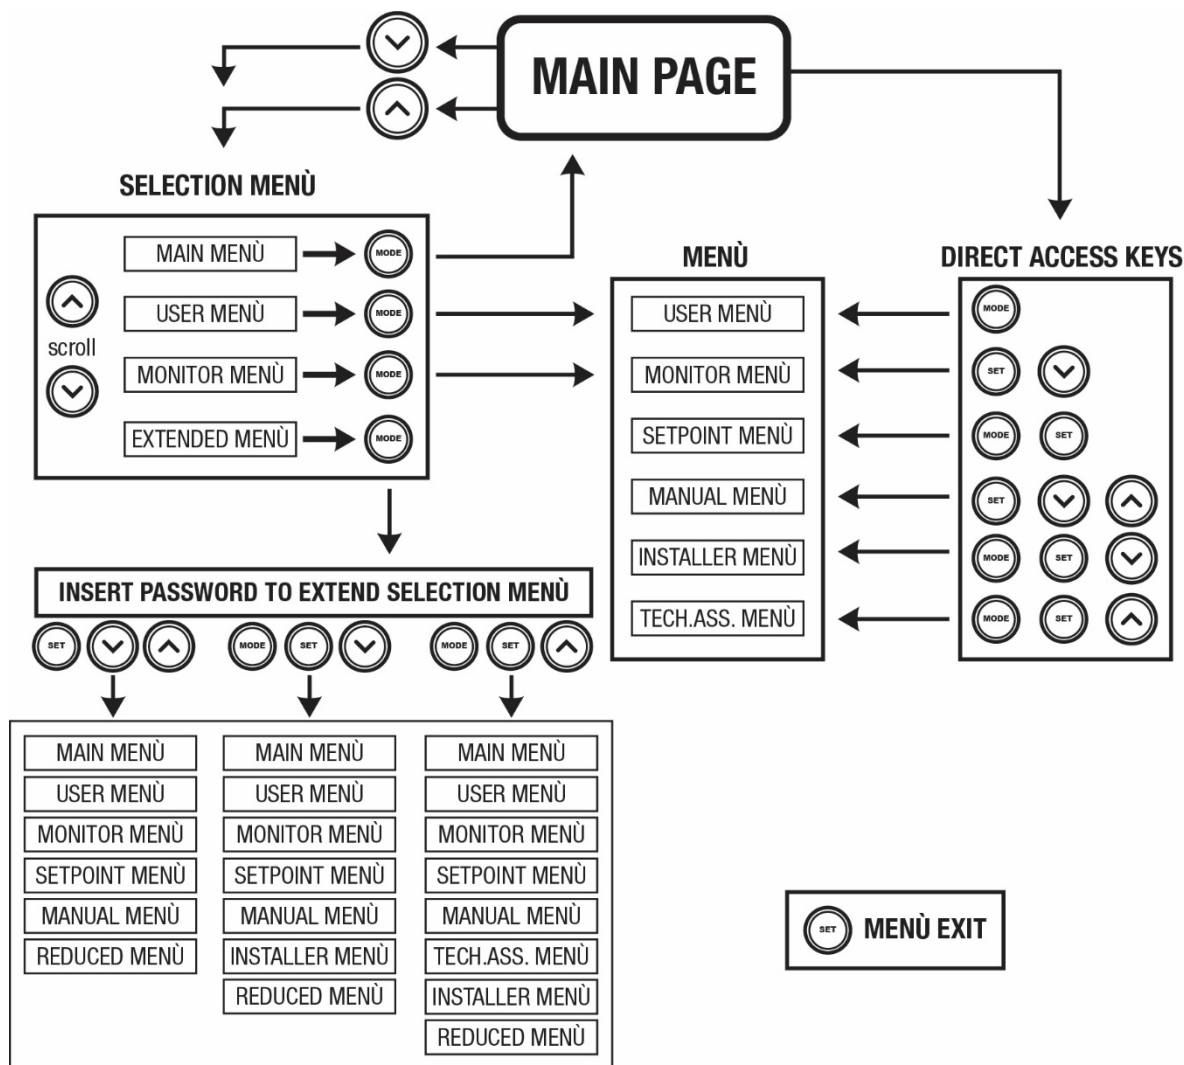 MAIN PAGE
SELECTION MENÙ
MAIN MENÙ MODE
USER MENÙ MODE
scroll
MONITOR MENÙ MODE
EXTENDED MENÙ MODE
MENÙ
USER MENÙ
MONITOR MENÙ
SETPOINT MENÙ
MANUAL MENÙ
INSTALLER MENÙ
TECH.ASS. MENÙ
DIRECT ACCESS KEYS
MODE
SET
MODE SET
SET
MODE SET
MODE SET
INSERT PASSWORD TO EXTEND SELECTION MENÙ
SET MODE SET MODE SET
MAIN MENÙ
USER MENÙ
MONITOR MENÙ
SETPOINT MENÙ
MANUAL MENÙ
REDUCED MENÙ
MAIN MENÙ
USER MENÙ
MONITOR MENÙ
SETPOINT MENÙ
MANUAL MENÙ
INSTALLER MENÙ
REDUCED MENÙ
MAIN MENÙ
USER MENÙ
MONITOR MENÙ
SETPOINT MENÙ
MANUAL MENÙ
TECH.ASS. MENÙ
INSTALLER MENÙ
REDUCED MENÙ
SET MENÙ EXIT